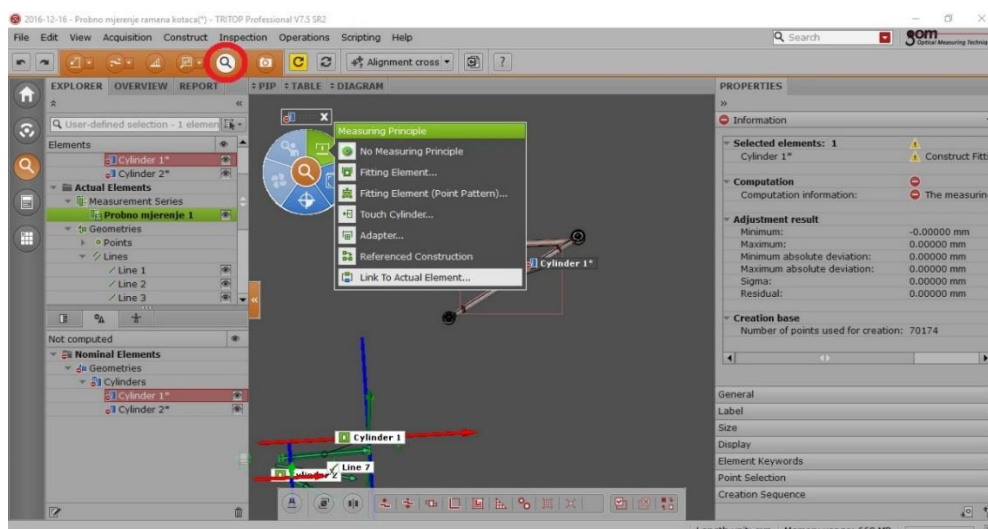 2016-12-16 - Probno mjerenje ramena kotaca(*) - TRITOP Professional V7.5 SR2
File Edit View Acquisition Construct Inspection Operations Scripting Help
Search
gom
Optical Measuring Techniq
Alignment cross
?
EXPLORER OVERVIEW REPORT
PIP TABLE DIAGRAM
PROPERTIES
User-defined selection - 1 elemen
Elements
Cylinder 1*
Cylinder 2*
Actual Elements
Measurement Series
Probno mjerenje 1
Geometries
Points
Lines
Line 1
Line 2
Line 3
Not computed
Nominal Elements
Geometries
Cylinders
Cylinder 1*
Cylinder 2*
X
Measuring Principle
No Measuring Principle
Fitting Element...
Fitting Element (Point Pattern)...
Touch Cylinder...
Adapter...
Referenced Construction
Link To Actual Element...
Cylinder 1*
Cylinder 1
Line 7
Information
Selected elements: 1
Cylinder 1* Construct Fitti
Computation
Computation information: The measuring
Adjustment result
Minimum: -0.00000 mm
Maximum: 0.00000 mm
Minimum absolute deviation: 0.00000 mm
Maximum absolute deviation: 0.00000 mm
Sigma: 0.00000 mm
Residual: 0.00000 mm
Creation base
Number of points used for creation: 70174
General
Label
Size
Display
Element Keywords
Point Selection
Creation Sequence